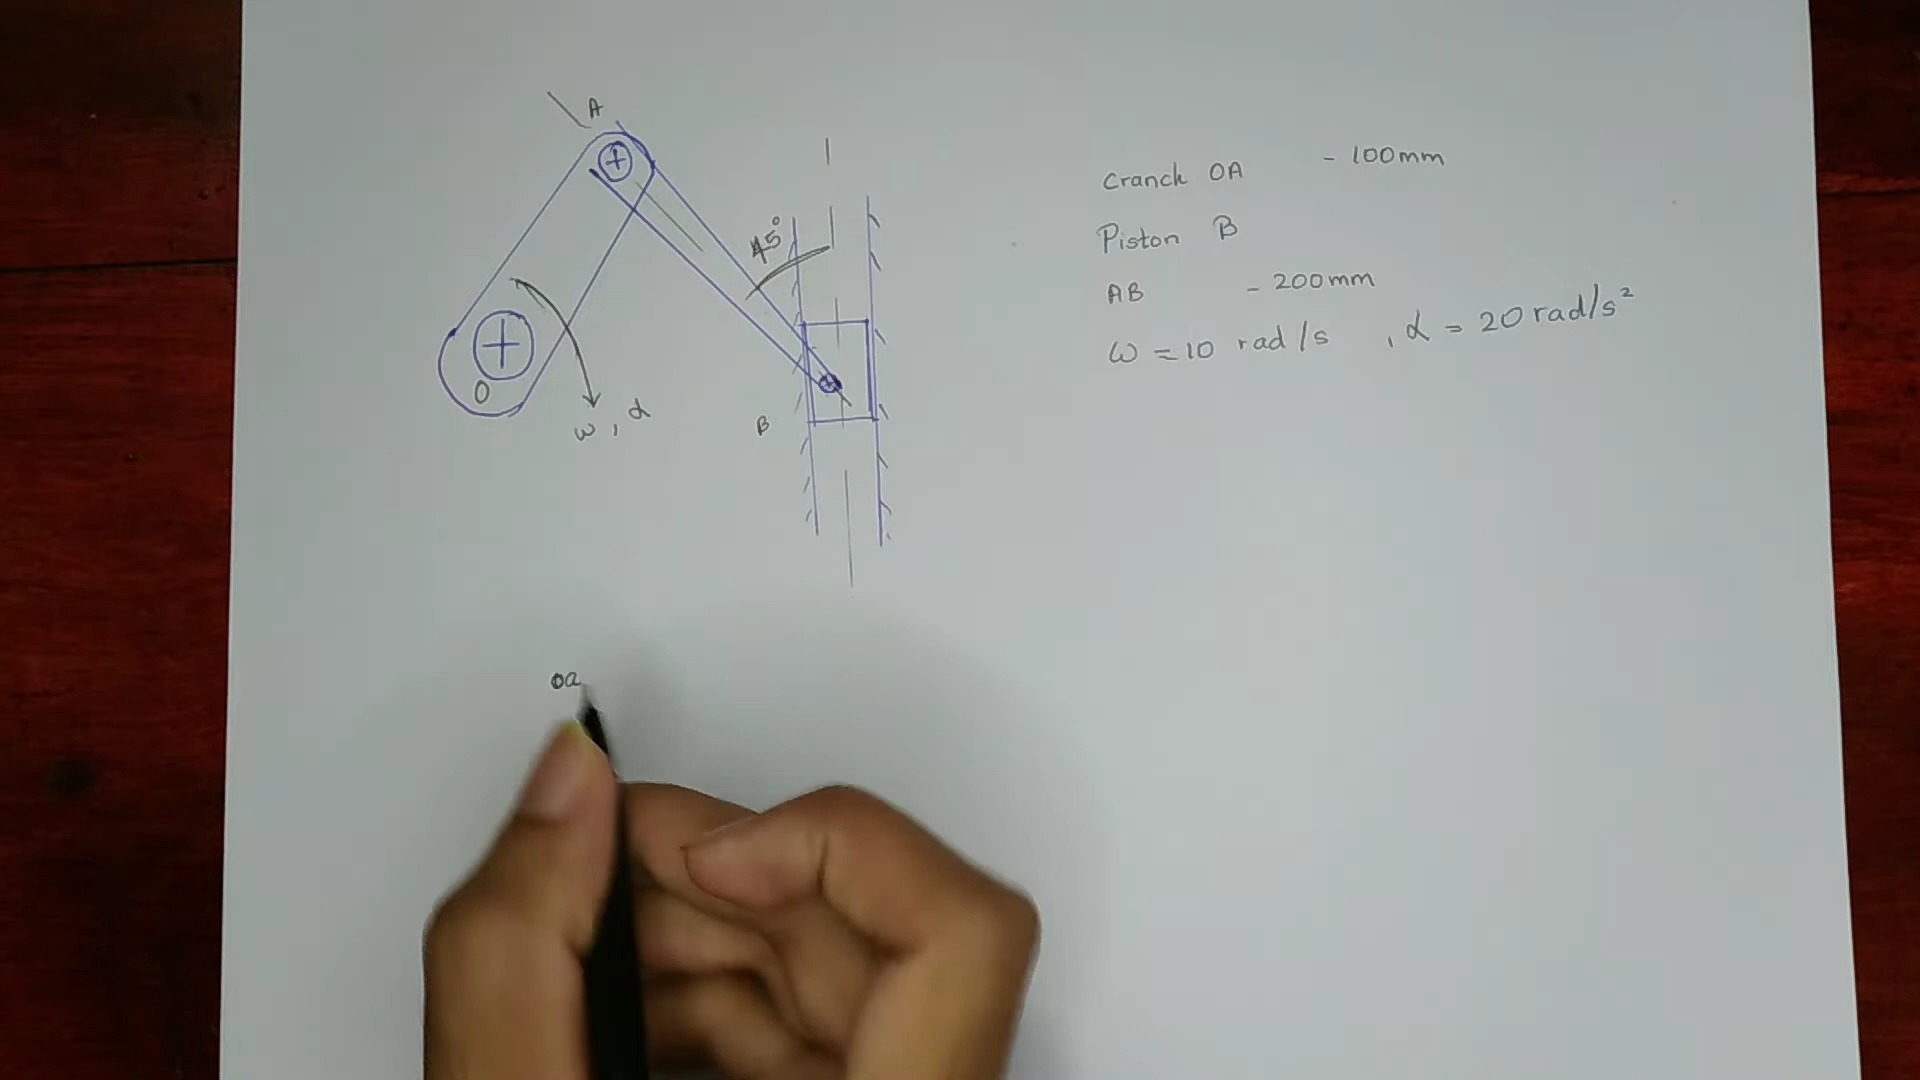 A
45°
O
ω, α
B
Cranck OA - 100mm
Piston B
AB - 200mm
ω = 10 rad/s , α = 20 rad/s²
oa